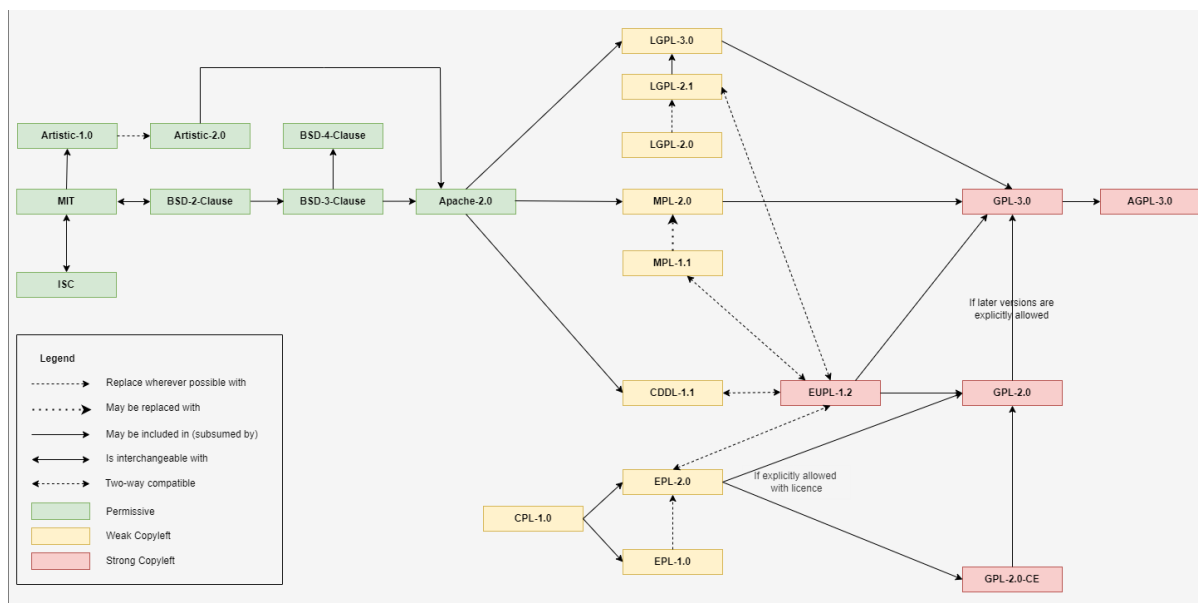 LGPL-3.0
LGPL-2.1
Artistic-1.0
Artistic-2.0
BSD-4-Clause
LGPL-2.0
MIT
BSD-2-Clause
BSD-3-Clause
Apache-2.0
MPL-2.0
GPL-3.0
AGPL-3.0
MPL-1.1
ISC
If later versions are
explicitly allowed
Legend
Replace wherever possible with
May be replaced with
May be included in (subsumed by)
Is interchangeable with
Two-way compatible
Permissive
Weak Copyleft
Strong Copyleft
CDDL-1.1
EUPL-1.2
GPL-2.0
EPL-2.0
If explicitly allowed
with licence
CPL-1.0
EPL-1.0
GPL-2.0-CE